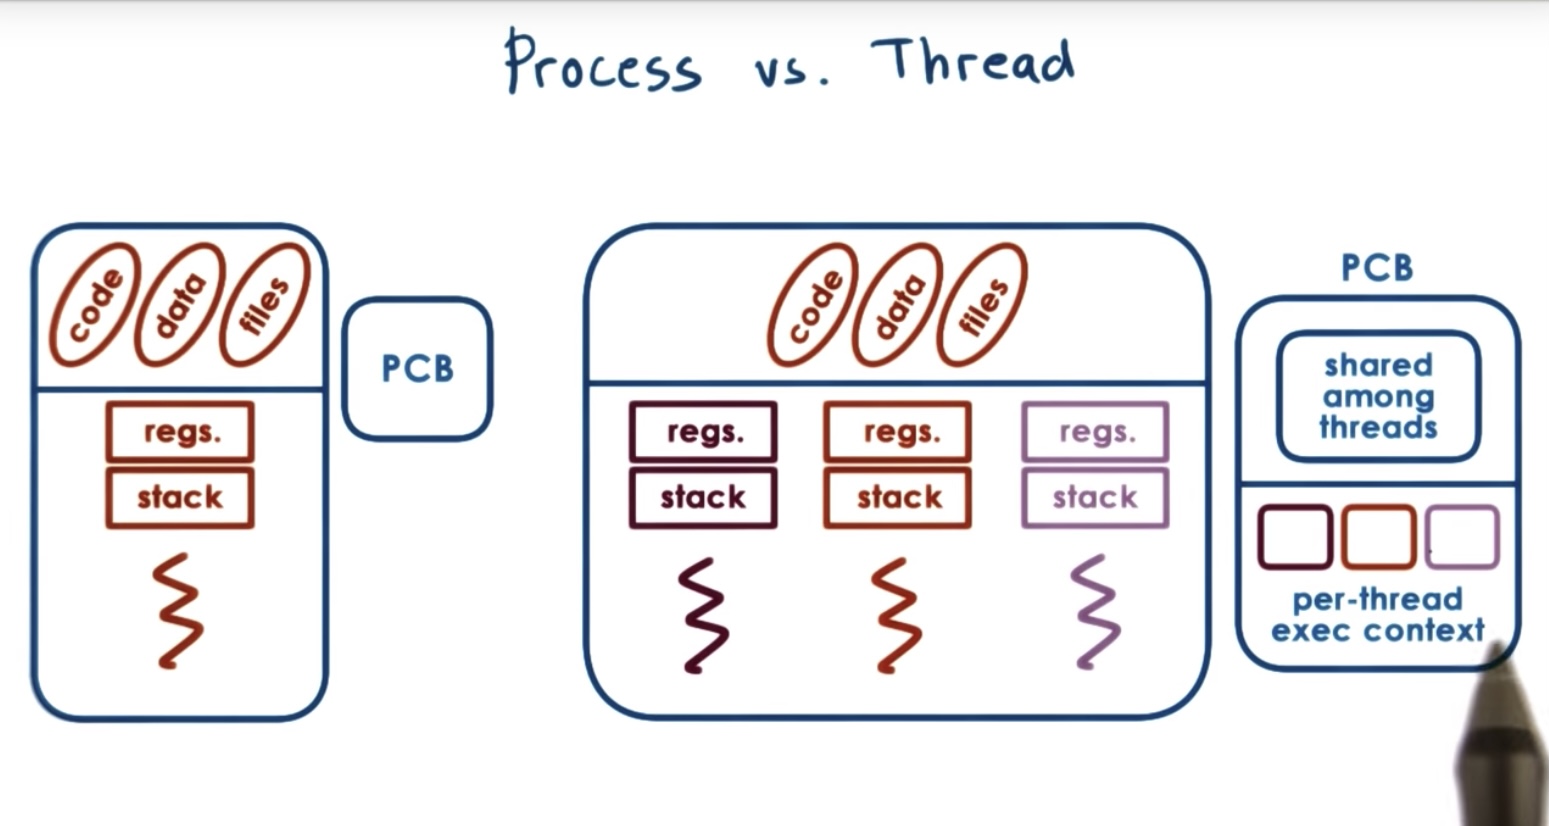 Process vs. Thread
code data files
PCB
regs.
stack
code data files
regs. regs. regs.
stack stack stack
PCB
shared
among
threads
per-thread
exec context